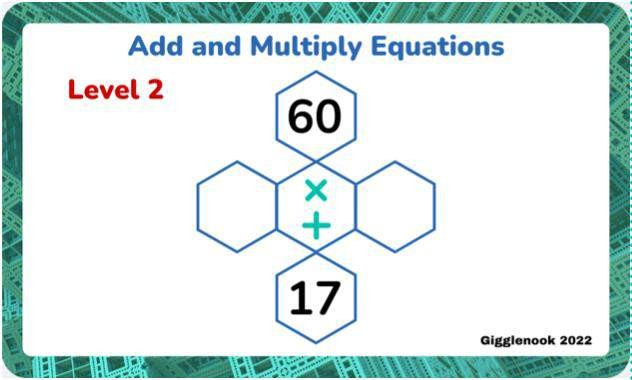 Add and Multiply Equations
Level 2
60
×
+
17
Gigglenook 2022